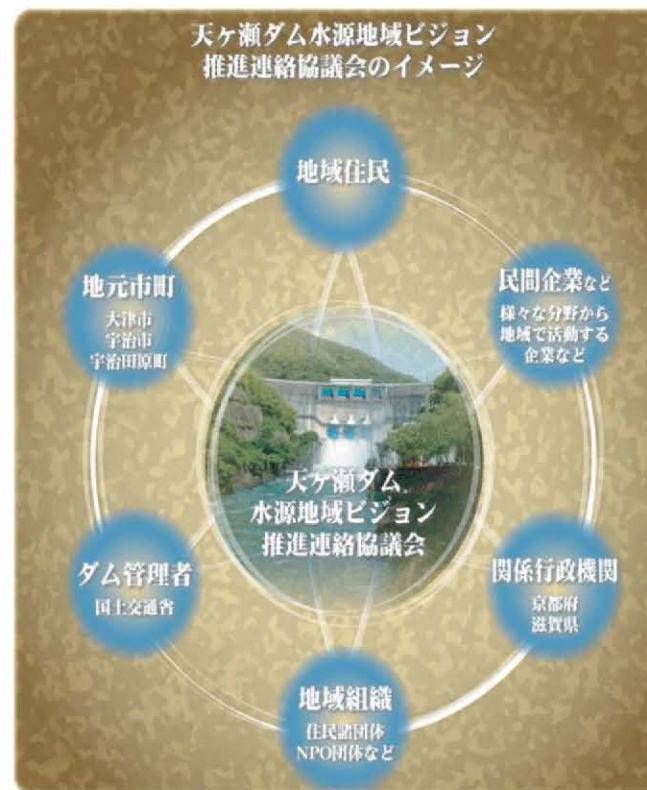 天ヶ瀬ダム水源地域ビジョン
推進連絡協議会のイメージ
地域住民
地元市町
大津市
宇治市
宇治田原町
民間企業など
様々な分野から
地域で活動する
企業など
天ヶ瀬ダム
水源地域ビジョン
推進連絡協議会
ダム管理者
国土交通省
関係行政機関
京都府
滋賀県
地域組織
住民諸団体
NPO団体など